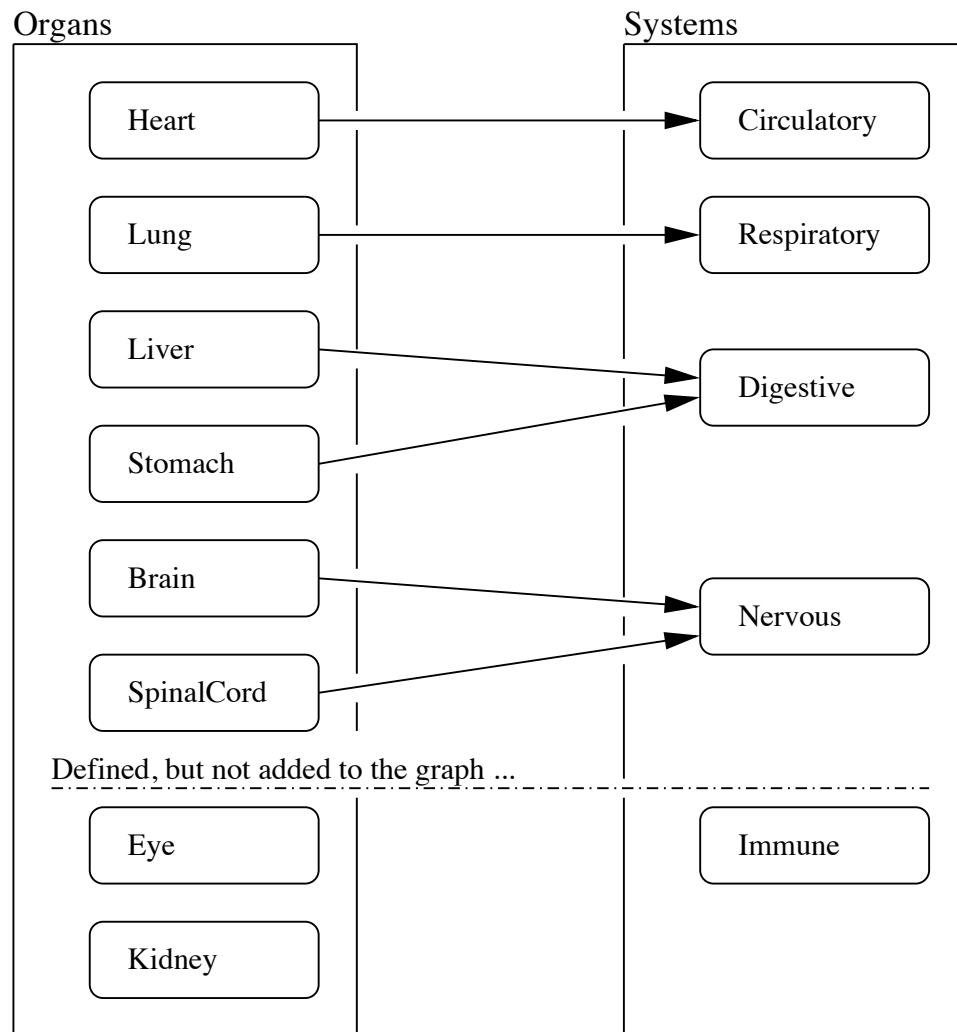 Organs
Systems
Heart
Circulatory
Lung
Respiratory
Liver
Digestive
Stomach
Brain
Nervous
SpinalCord
Defined, but not added to the graph ...
Eye
Immune
Kidney